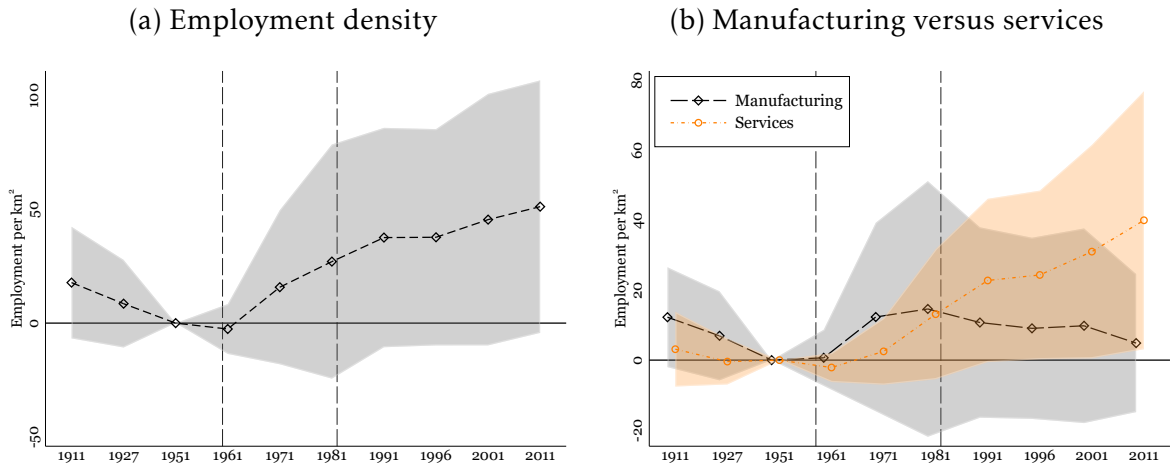 (a) Employment density
Employment per km²
100
50
0
-50
1911 1927 1951 1961 1971 1981 1991 1996 2001 2011
(b) Manufacturing versus services
Employment per km²
80
60
40
20
0
-20
Manufacturing
Services
1911 1927 1951 1961 1971 1981 1991 1996 2001 2011